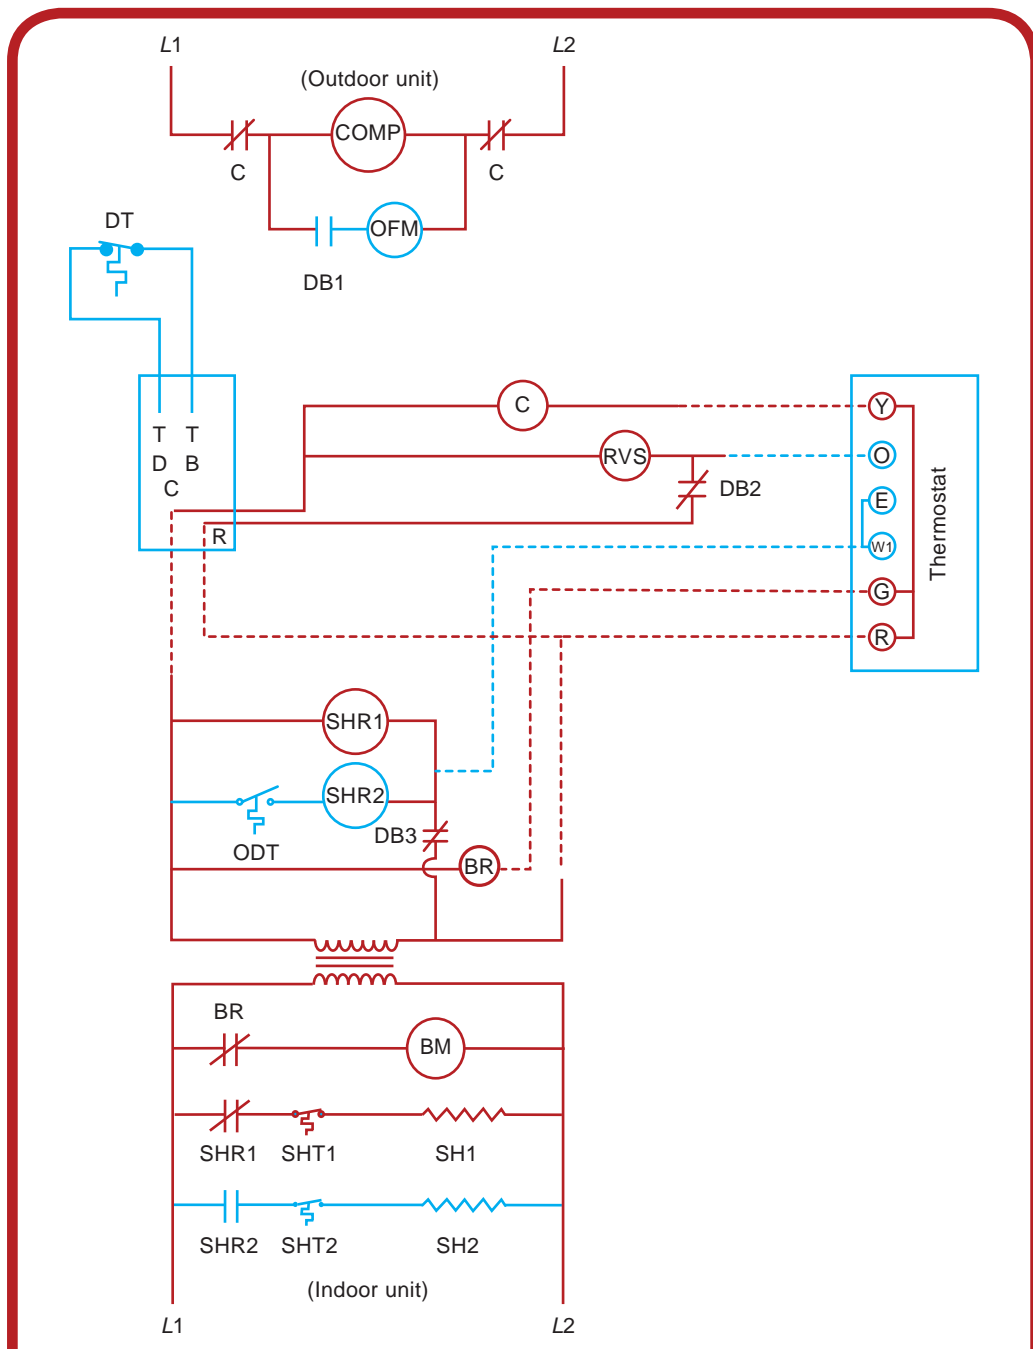 L1 L2
(Outdoor unit)
COMP
C C
OFM
DT
DB1
C Y
T T
D B
C
RVS O
DB2
E
R
W1
G
Thermostat
R
SHR1
SHR2
DB3
ODT
BR
BR
BM
SHR1 SHT1 SH1
SHR2 SHT2 SH2
(Indoor unit)
L1 L2